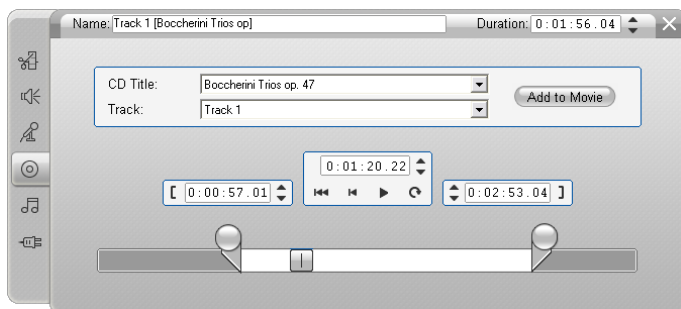 Name: Track 1 [Boccherini Trios op] Duration: 0:01:56.04
CD Title: Boccherini Trios op. 47
Add to Movie
Track: Track 1
0:01:20.22
[ 0:00:57.01 0:02:53.04 ]